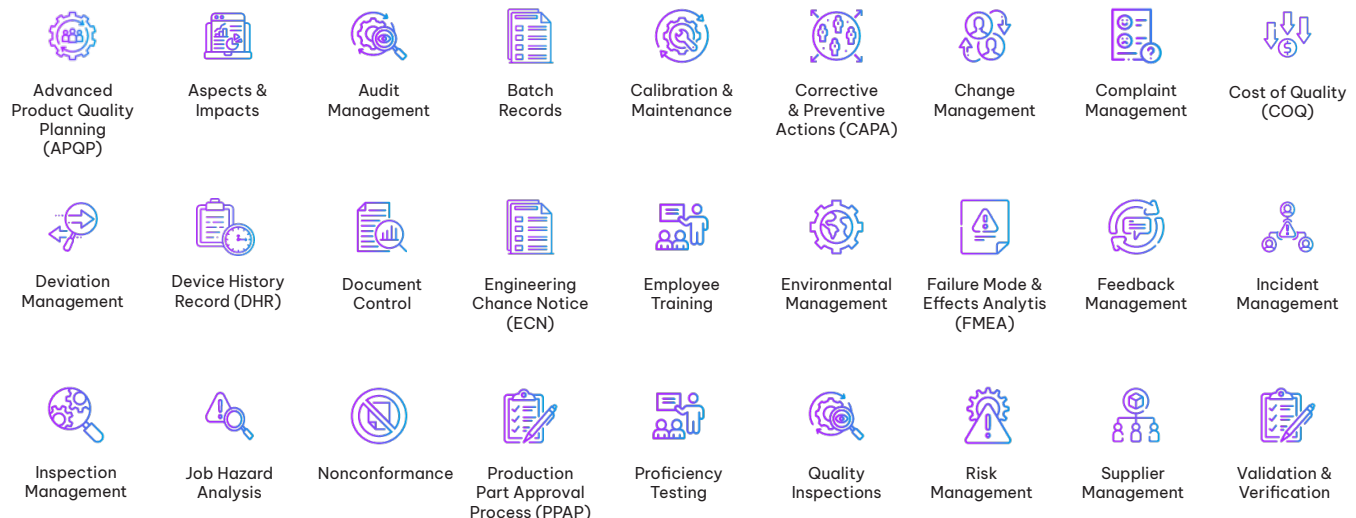 Advanced
Product Quality
Planning
(APQP)
Aspects &
Impacts
Audit
Management
Batch
Records
Calibration &
Maintenance
Corrective
& Preventive
Actions (CAPA)
Change
Management
Complaint
Management
Cost of Quality
(COQ)
Deviation
Management
Device History
Record (DHR)
Document
Control
Engineering
Chance Notice
(ECN)
Employee
Training
Environmental
Management
Failure Mode &
Effects Analytis
(FMEA)
Feedback
Management
Incident
Management
Inspection
Management
Job Hazard
Analysis
Nonconformance
Production
Part Approval
Process (PPAP)
Proficiency
Testing
Quality
Inspections
Risk
Management
Supplier
Management
Validation &
Verification